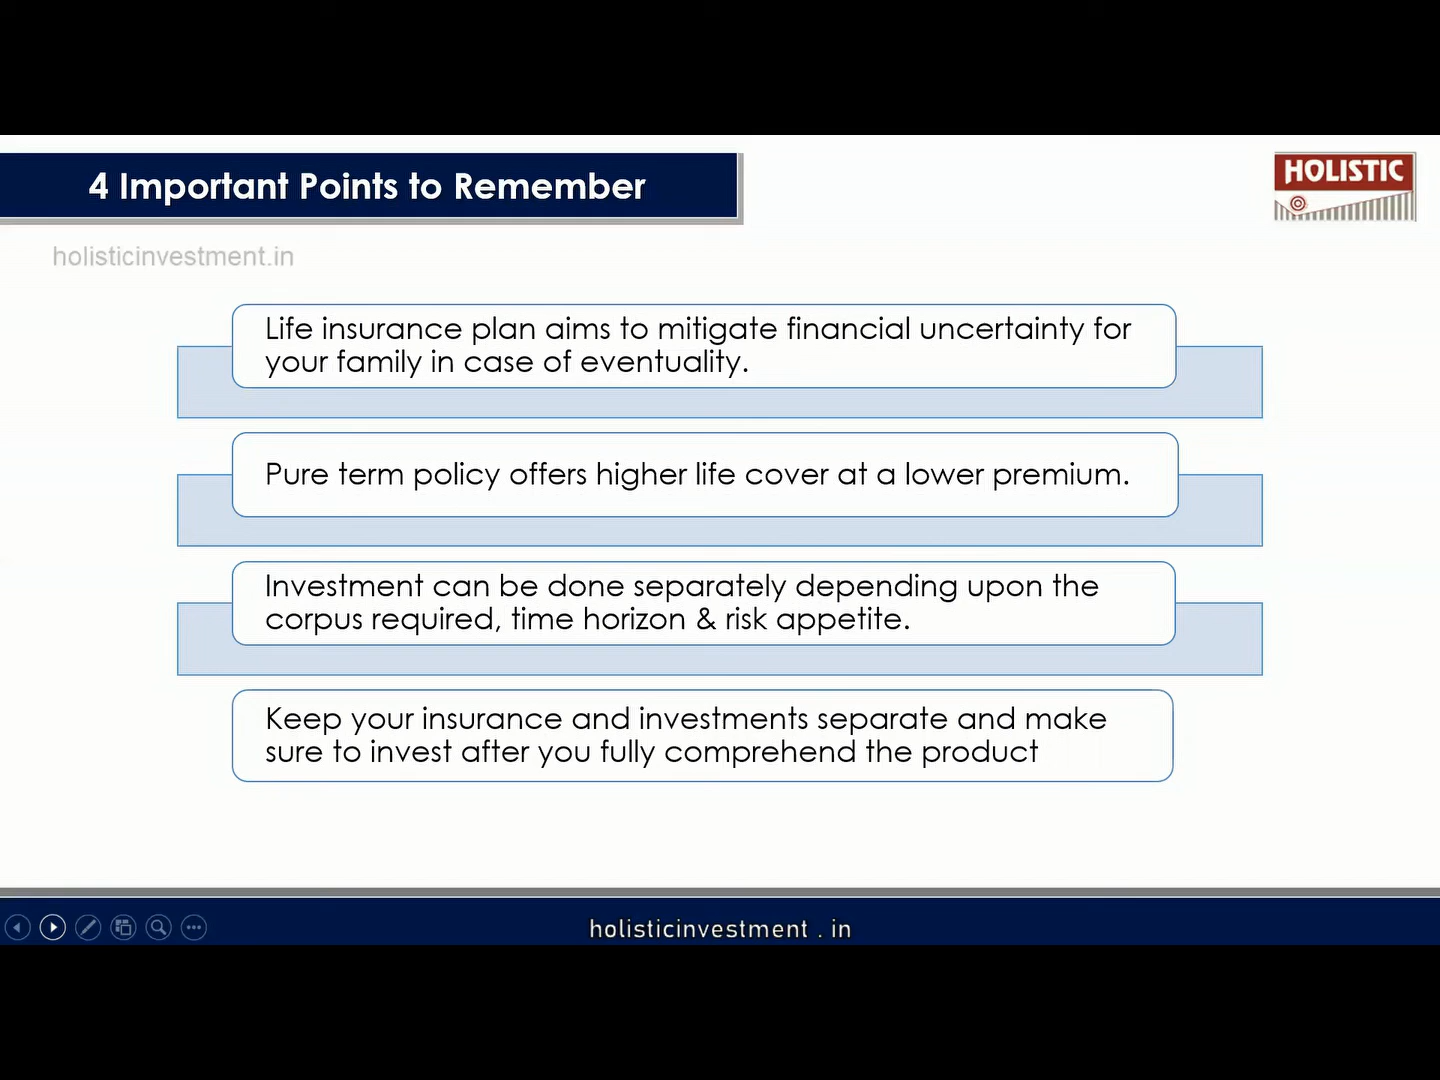 4 Important Points to Remember
HOLISTIC
holisticinvestment.in
Life insurance plan aims to mitigate financial uncertainty for
your family in case of eventuality.
Pure term policy offers higher life cover at a lower premium.
Investment can be done separately depending upon the
corpus required, time horizon & risk appetite.
Keep your insurance and investments separate and make
sure to invest after you fully comprehend the product
holisticinvestment . in